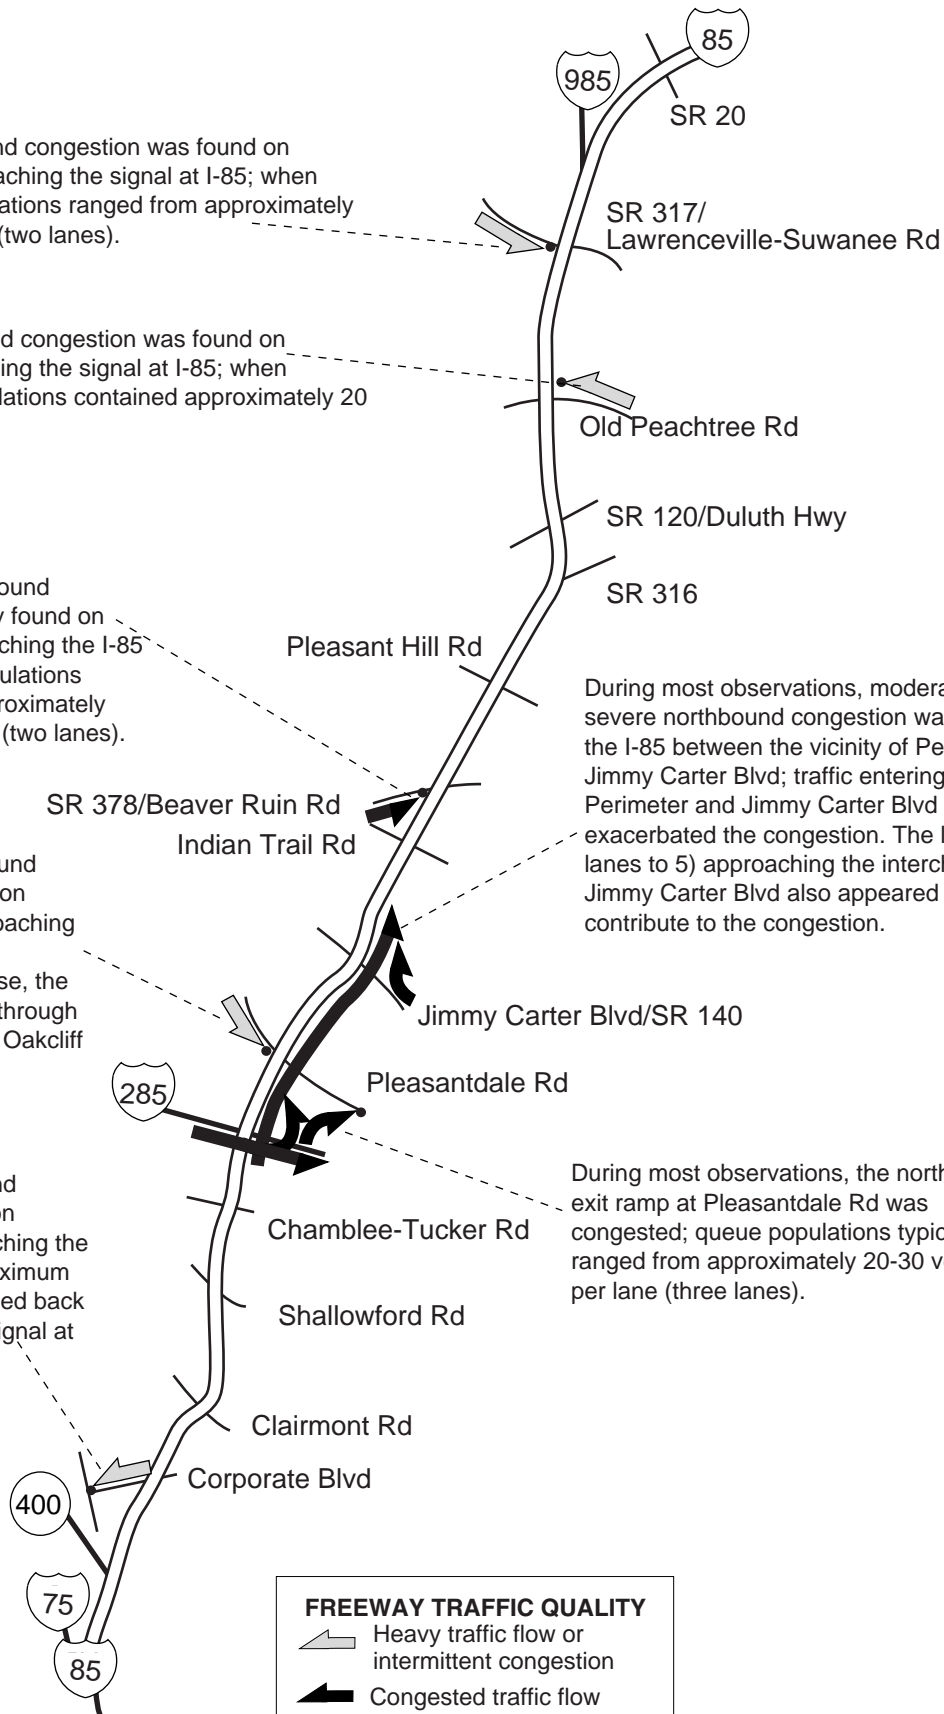 85
985
SR 20
nd congestion was found on
aching the signal at I-85; when
ations ranged from approximately
(two lanes).
SR 317/
Lawrenceville-Suwanee Rd
d congestion was found on
ing the signal at I-85; when
lations contained approximately 20
Old Peachtree Rd
SR 120/Duluth Hwy
SR 316
ound
y found on
ching the I-85
ulations
roximately
(two lanes).
Pleasant Hill Rd
During most observations, modera
severe northbound congestion wa
the I-85 between the vicinity of Pe
Jimmy Carter Blvd; traffic entering
Perimeter and Jimmy Carter Blvd
exacerbated the congestion. The l
lanes to 5) approaching the interch
Jimmy Carter Blvd also appeared
contribute to the congestion.
SR 378/Beaver Ruin Rd
Indian Trail Rd
und
on
oaching
se, the
through
Oakcliff
Jimmy Carter Blvd/SR 140
Pleasantdale Rd
285
During most observations, the north
exit ramp at Pleasantdale Rd was
congested; queue populations typic
ranged from approximately 20-30 v
per lane (three lanes).
nd
on
ching the
ximum
ed back
ignal at
Chamblee-Tucker Rd
Shallowford Rd
Clairmont Rd
Corporate Blvd
400
75
85
FREEWAY TRAFFIC QUALITY
Heavy traffic flow or
intermittent congestion
Congested traffic flow